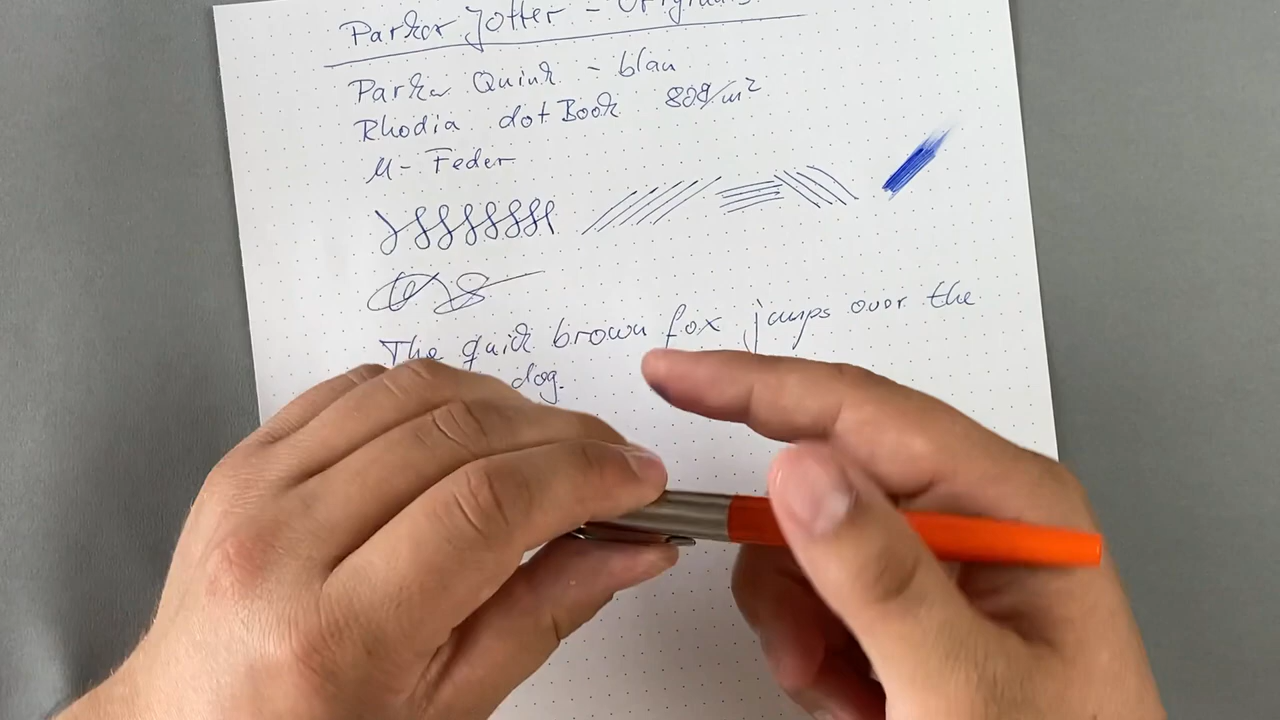 Parker Jotter - Originals
Parker Quink - blau
Rhodia dotBook 80g/m²
M-Feder
The quick brown fox jumps over the
dog.